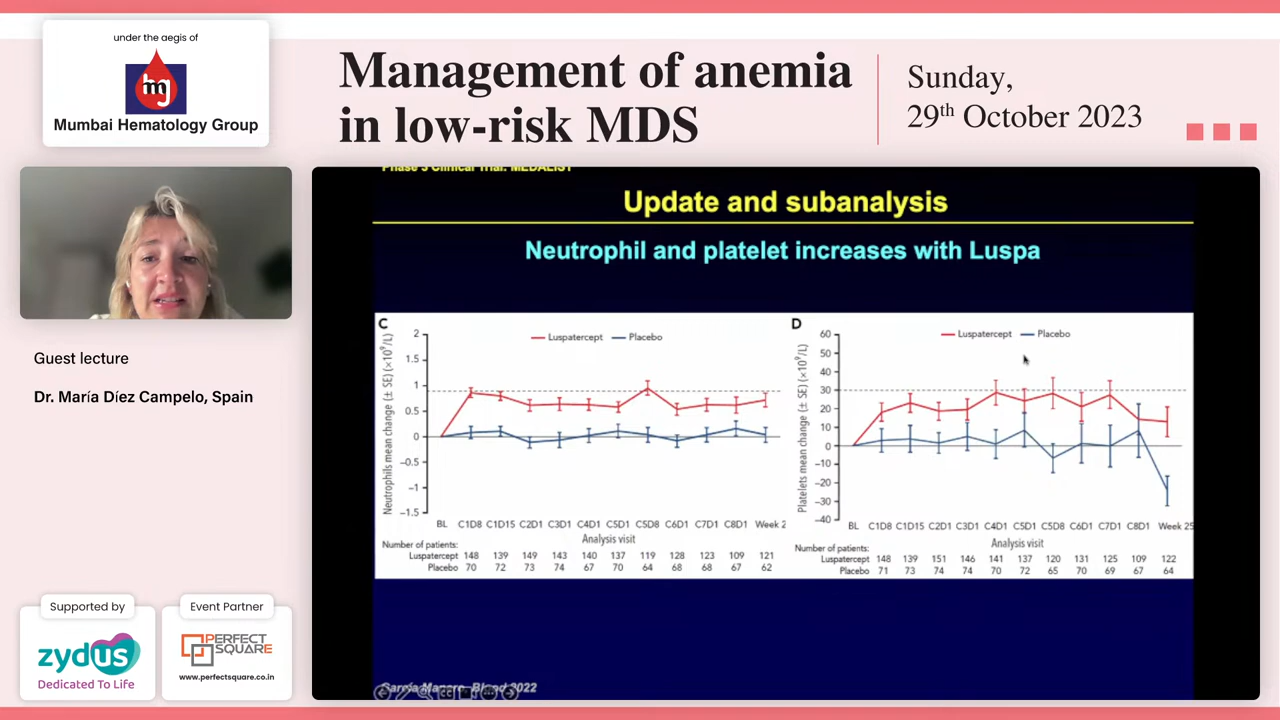 under the aegis of
mg
Mumbai Hematology Group
Management of anemia
in low-risk MDS
Sunday,
29th October 2023
Guest lecture
Dr. María Díez Campelo, Spain
Supported by
zydus
Dedicated To Life
Event Partner
PERFECT
SQUARE
www.perfectsquare.co.in
Phase 3 Clinical Trial: MEDALIST
Update and subanalysis
Neutrophil and platelet increases with Luspa
C
Luspatercept Placebo
Neutrophils mean change (± SE) (×10⁹/L)
2
1.5
1
0.5
0
−0.5
−1
−1.5
BL C1D8 C1D15 C2D1 C3D1 C4D1 C5D1 C5D8 C6D1 C7D1 C8D1 Week 2
Analysis visit
Number of patients:
Luspatercept 148 139 149 143 140 137 119 128 123 109 121
Placebo 70 72 73 74 67 70 64 68 68 67 62
D
Luspatercept Placebo
Platelets mean change (± SE) (×10⁹/L)
60
50
40
30
20
10
0
−10
−20
−30
−40
BL C1D8 C1D15 C2D1 C3D1 C4D1 C5D1 C5D8 C6D1 C7D1 C8D1 Week 25
Analysis visit
Number of patients:
Luspatercept 148 139 151 146 141 137 120 131 125 109 122
Placebo 71 73 74 74 70 72 65 70 69 67 64
Blood 2022